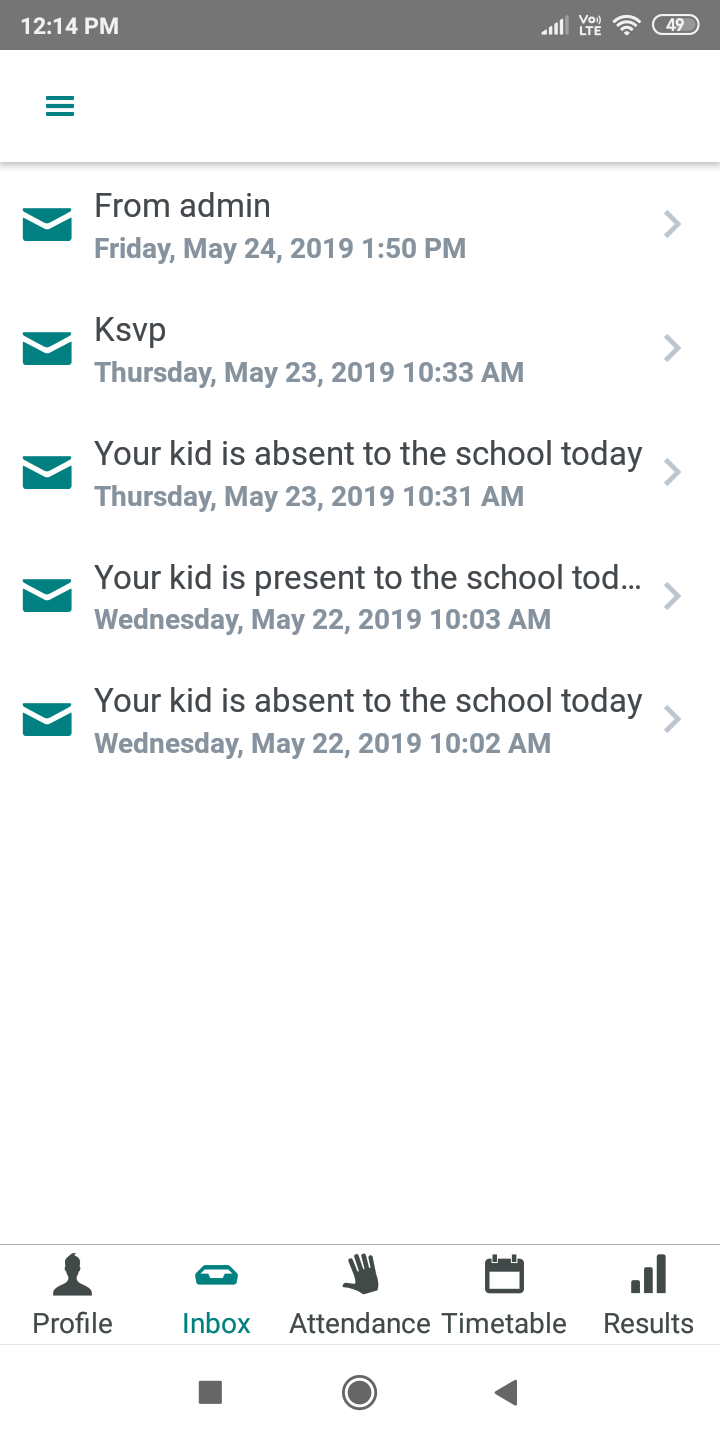 12:14 PM
Vo)) LTE
49
From admin
Friday, May 24, 2019 1:50 PM
Ksvp
Thursday, May 23, 2019 10:33 AM
Your kid is absent to the school today
Thursday, May 23, 2019 10:31 AM
Your kid is present to the school tod...
Wednesday, May 22, 2019 10:03 AM
Your kid is absent to the school today
Wednesday, May 22, 2019 10:02 AM
Profile Inbox Attendance Timetable Results